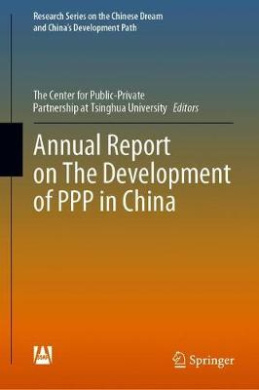 Research Series on the Chinese Dream
and China's Development Path
The Center for Public-Private
Partnership at Tsinghua University Editors
Annual Report
on The Development
of PPP in China
Springer